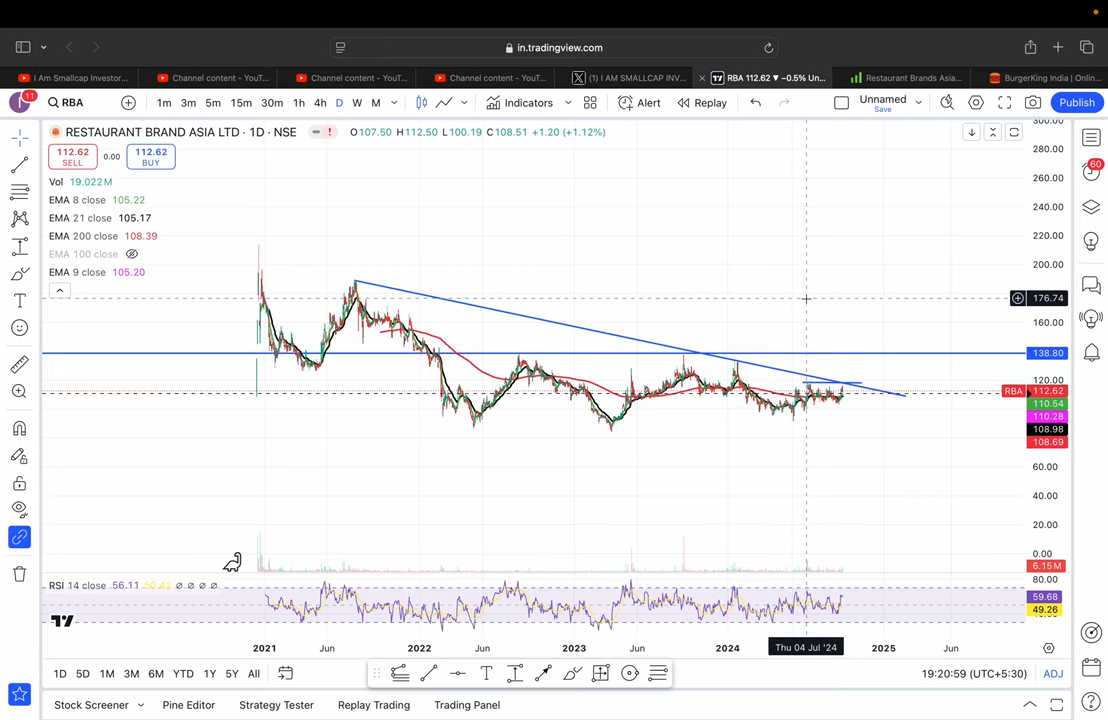 in.tradingview.com
I Am Smallcap Investor...
Channel content - YouT...
Channel content - YouT...
Channel content - YouT...
(1) I AM SMALLCAP INV...
RBA 112.62 ▼ −0.5% Un...
Restaurant Brands Asia...
BurgerKing India | Onlin...
11
RBA
1m 3m 5m 15m 30m 1h 4h D W M
Indicators
Alert
Replay
Unnamed
Save
Publish
RESTAURANT BRAND ASIA LTD · 1D · NSE
O107.50 H112.50 L100.19 C108.51 +1.20 (+1.12%)
112.62
SELL
0.00
112.62
BUY
Vol 19.022M
EMA 8 close 105.22
EMA 21 close 105.17
EMA 200 close 108.39
EMA 100 close
EMA 9 close 105.20
300.00
280.00
260.00
240.00
220.00
200.00
176.74
160.00
138.80
120.00
RBA 112.62
110.54
110.28
108.98
108.69
60.00
40.00
20.00
0.00
6.15M
RSI 14 close 56.11
80.00
59.68
49.26
60
2021 Jun 2022 Jun 2023 Jun 2024 Thu 04 Jul '24 2025 Jun
1D 5D 1M 3M 6M YTD 1Y 5Y All
19:20:59 (UTC+5:30)
ADJ
Stock Screener
Pine Editor
Strategy Tester
Replay Trading
Trading Panel